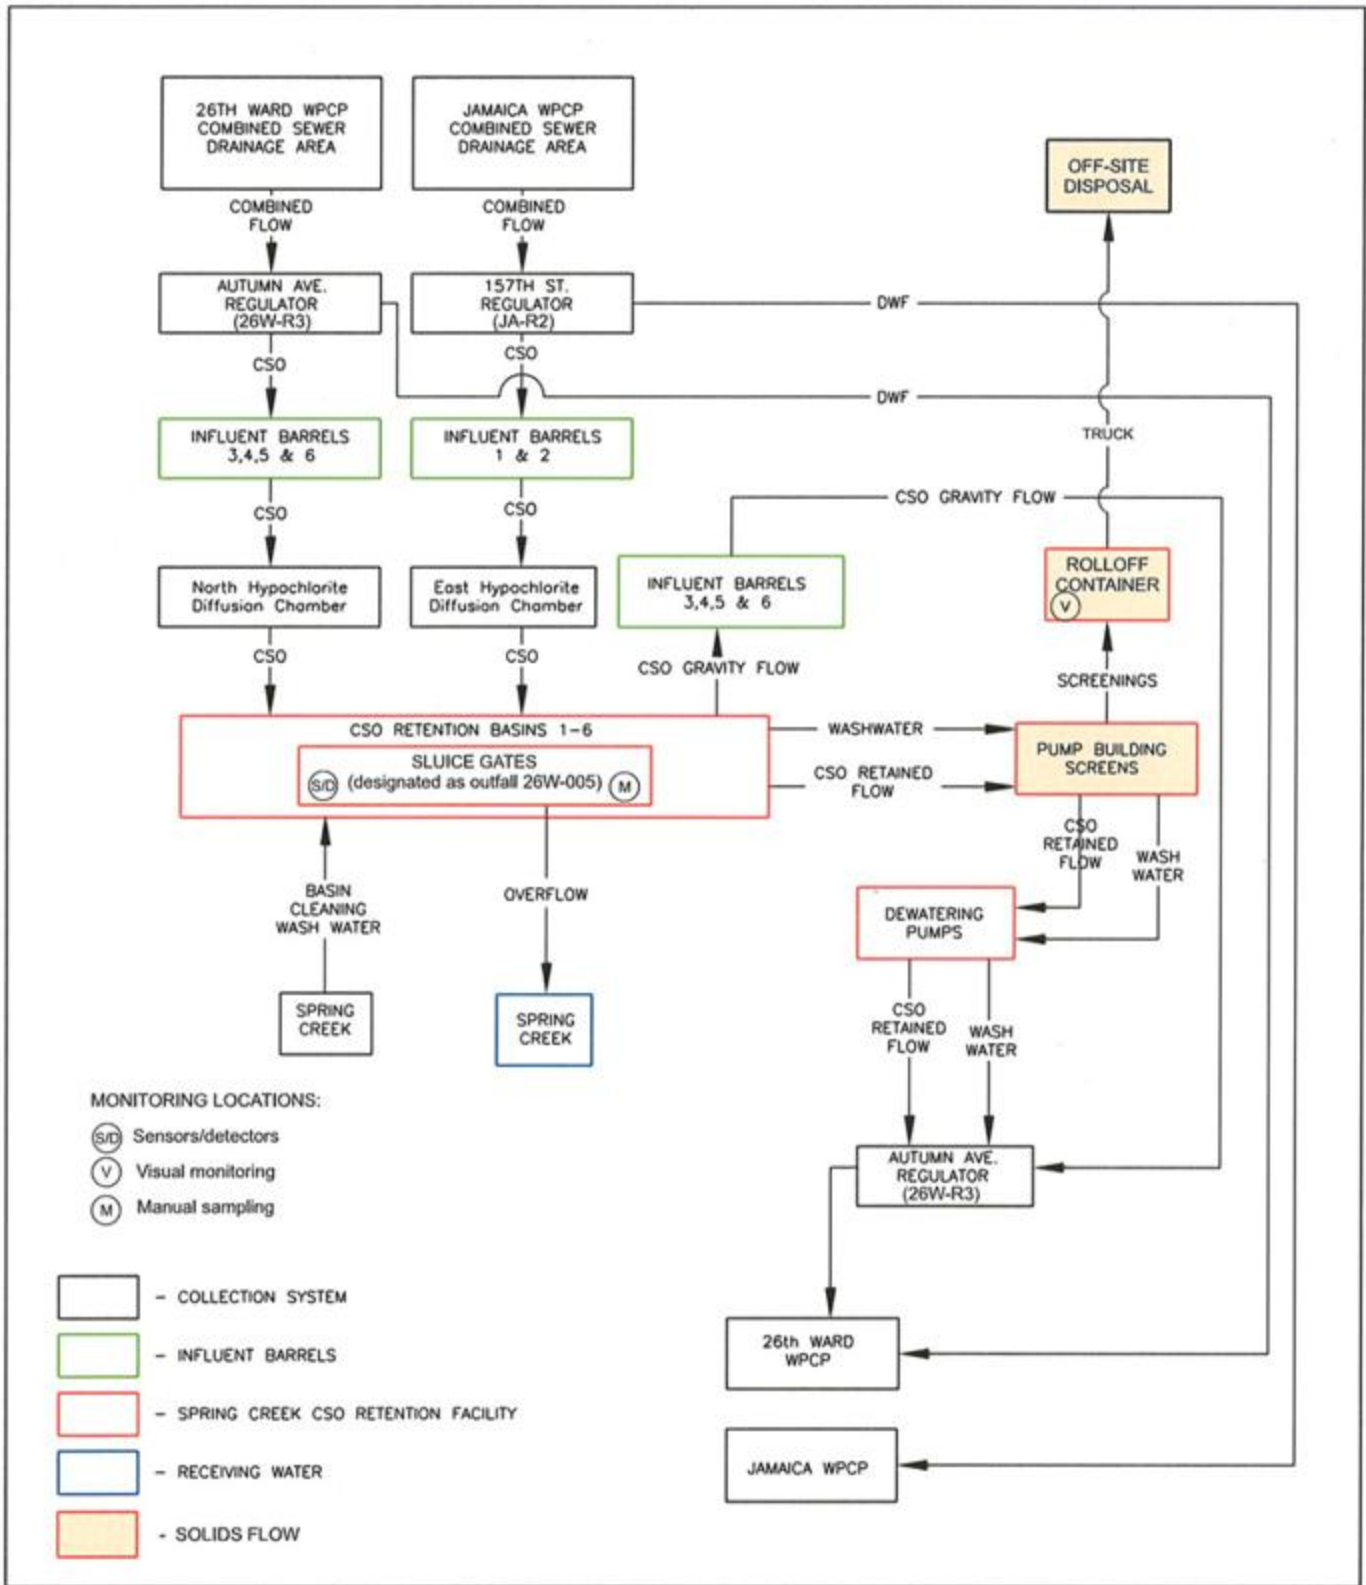 26TH WARD WPCP
COMBINED SEWER
DRAINAGE AREA
JAMAICA WPCP
COMBINED SEWER
DRAINAGE AREA
OFF-SITE
DISPOSAL
COMBINED
FLOW
COMBINED
FLOW
AUTUMN AVE.
REGULATOR
(26W-R3)
157TH ST.
REGULATOR
(JA-R2)
DWF
CSO
CSO
DWF
TRUCK
INFLUENT BARRELS
3,4,5 & 6
INFLUENT BARRELS
1 & 2
CSO
CSO
CSO GRAVITY FLOW
North Hypochlorite
Diffusion Chamber
East Hypochlorite
Diffusion Chamber
INFLUENT BARRELS
3,4,5 & 6
ROLLOFF
CONTAINER
V
CSO
CSO
CSO GRAVITY FLOW
SCREENINGS
CSO RETENTION BASINS 1-6
SLUICE GATES
S/D (designated as outfall 26W-005) M
WASHWATER
CSO RETAINED
FLOW
PUMP BUILDING
SCREENS
CSO
RETAINED
FLOW
WASH
WATER
BASIN
CLEANING
WASH WATER
OVERFLOW
DEWATERING
PUMPS
SPRING
CREEK
SPRING
CREEK
CSO
RETAINED
FLOW
WASH
WATER
MONITORING LOCATIONS:
S/D Sensors/detectors
V Visual monitoring
M Manual sampling
AUTUMN AVE.
REGULATOR
(26W-R3)
26th WARD
WPCP
JAMAICA WPCP
- COLLECTION SYSTEM
- INFLUENT BARRELS
- SPRING CREEK CSO RETENTION FACILITY
- RECEIVING WATER
- SOLIDS FLOW